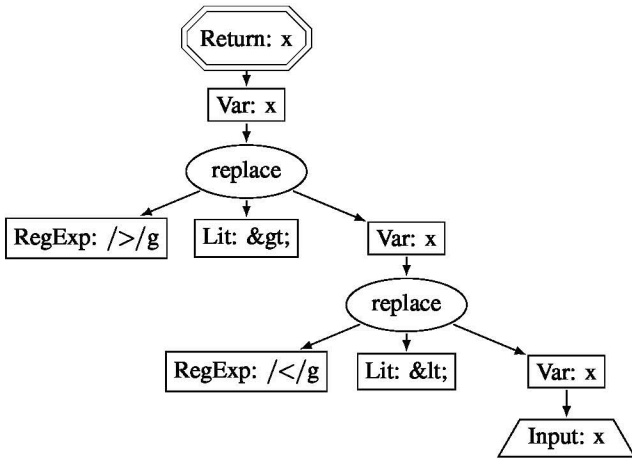 Return: x
Var: x
replace
RegExp: />/g
Lit: &gt;
Var: x
replace
RegExp: /</g
Lit: &lt;
Var: x
Input: x